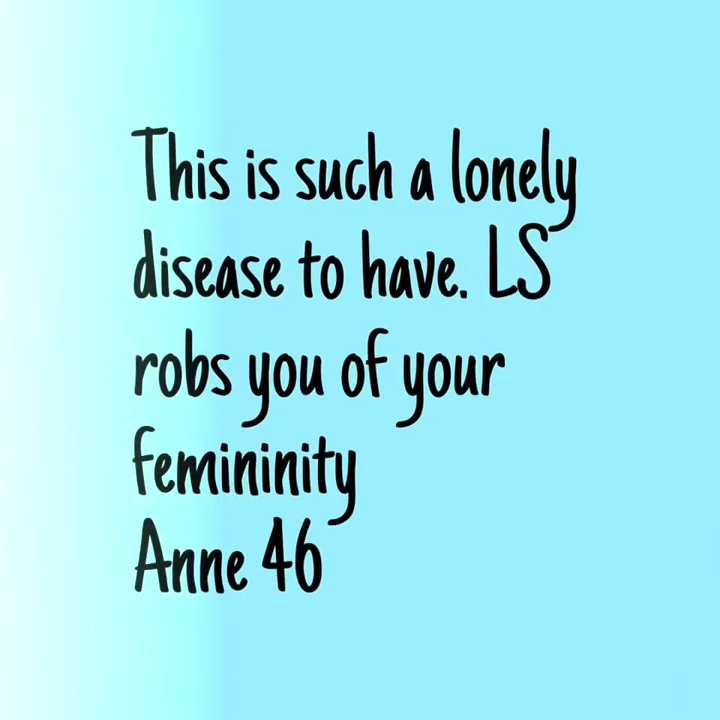 This is such a lonely
disease to have. LS
robs you of your
femininity
Anne 46